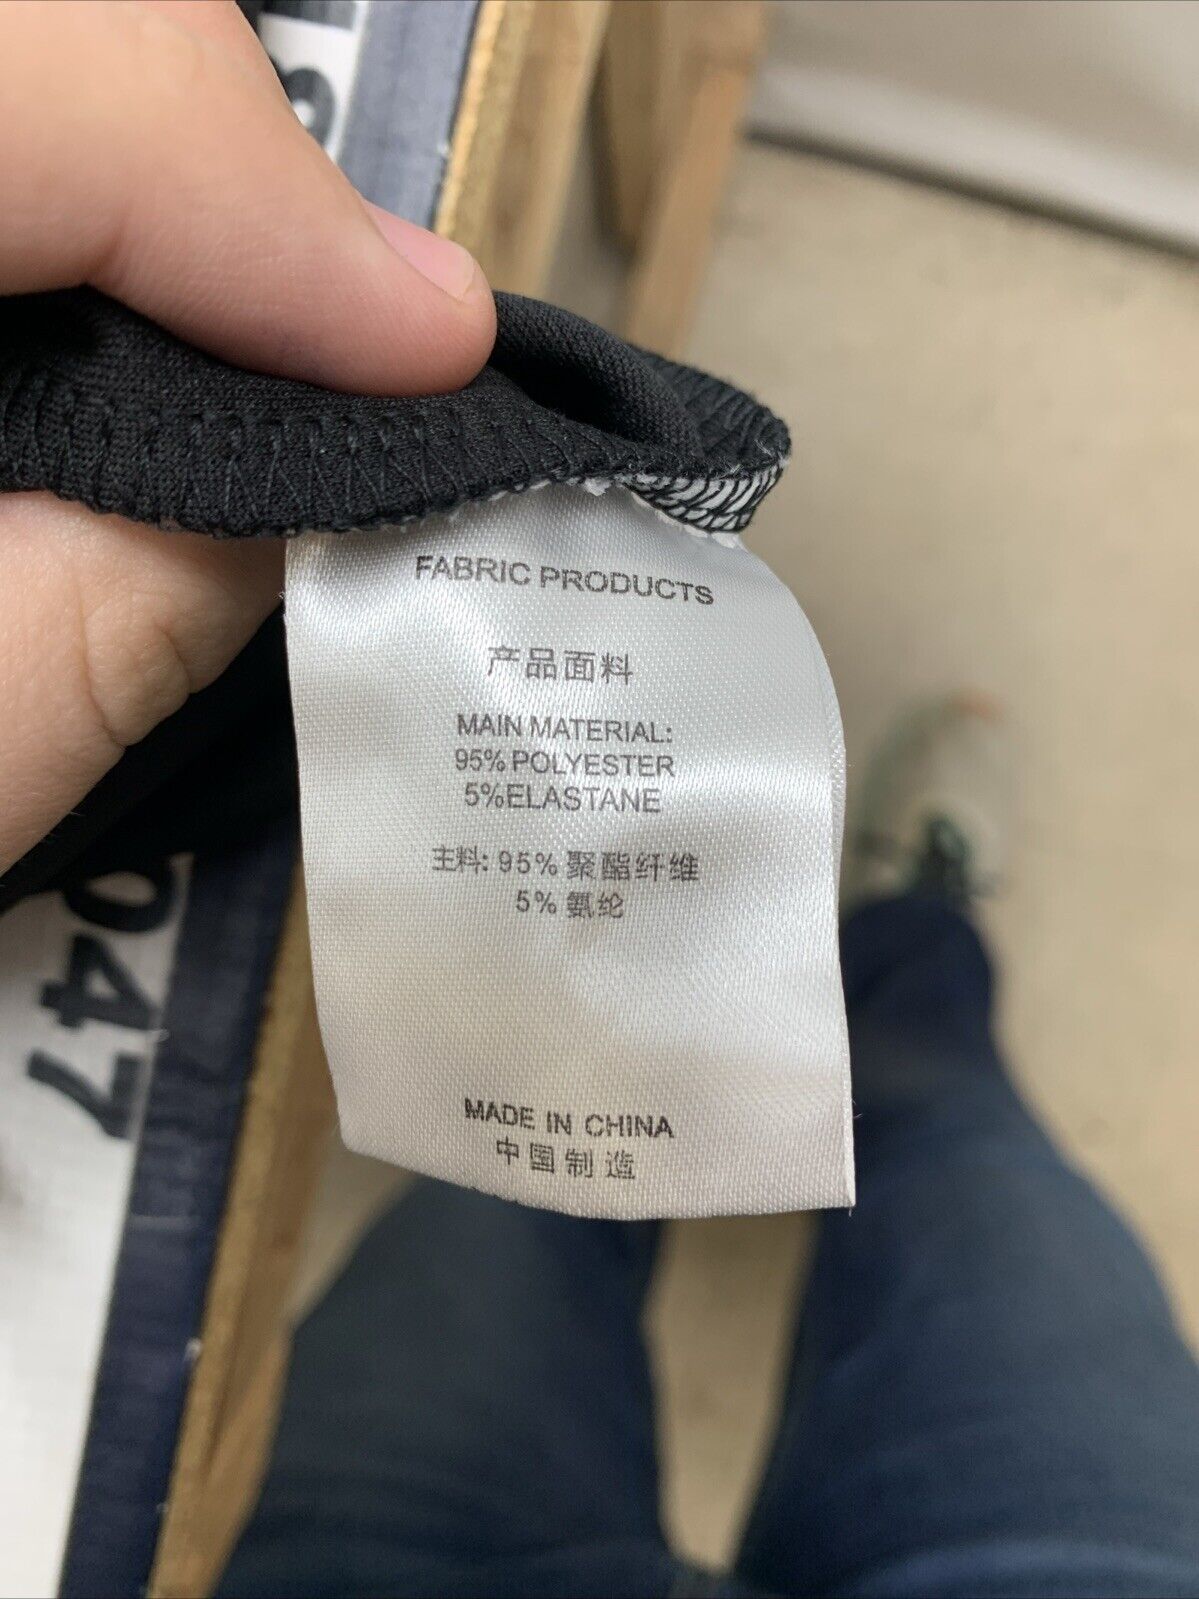 FABRIC PRODUCTS
产品面料
MAIN MATERIAL:
95% POLYESTER
5%ELASTANE
主料: 95% 聚酯纤维
5% 氨纶
MADE IN CHINA
中国制造
047